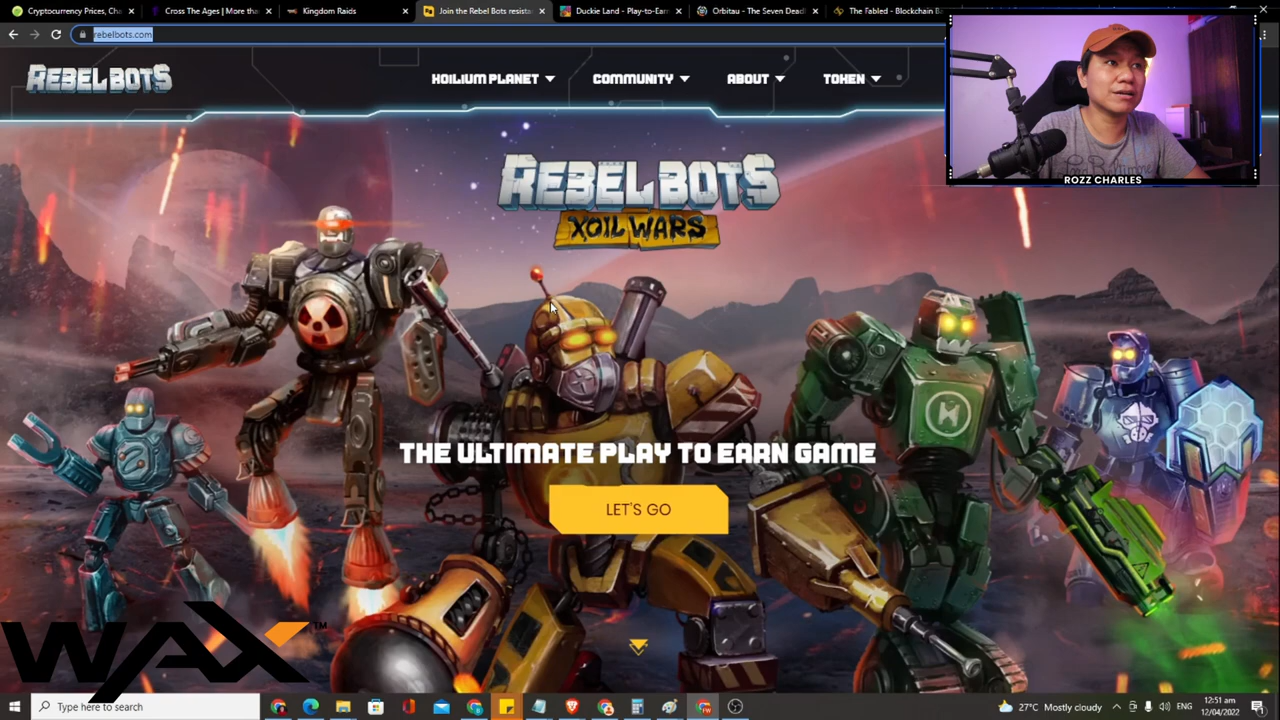 Cryptocurrency Prices, Cha
Cross The Ages | More tha
Kingdom Raids
Join the Rebel Bots resista
Duckie Land - Play-to-Earn
Orbitau - The Seven Deadl
The Fabled - Blockchain Ba
rebelbots.com
REBEL BOTS
HOILIUM PLANET
COMMUNITY
ABOUT
TOKEN
ROZZ CHARLES
REBEL BOTS
XOIL WARS
THE ULTIMATE PLAY TO EARN GAME
LET'S GO
WAX™
Type here to search
27°C Mostly cloudy
ENG
12:51 am
12/04/2022